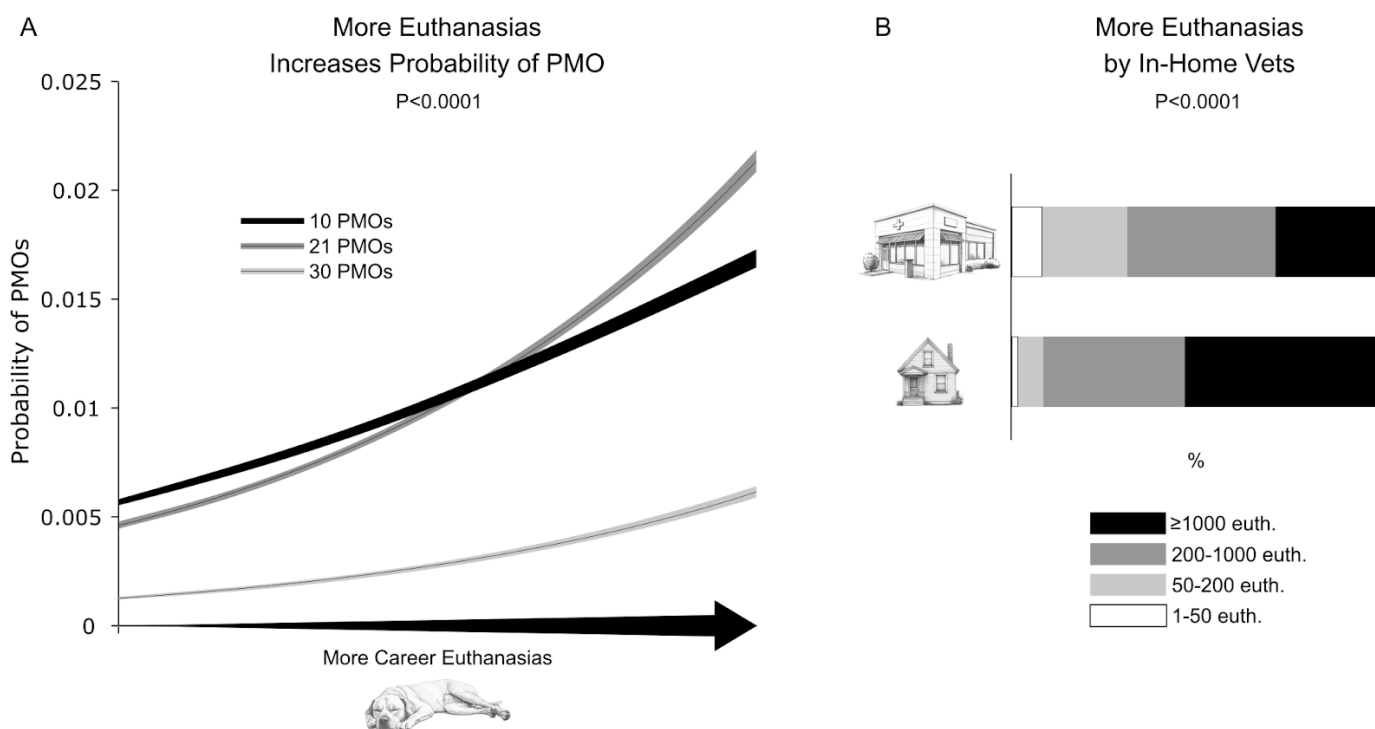 A
More Euthanasias
Increases Probability of PMO
P<0.0001
0.025
0.02
0.015
0.01
0.005
0
Probability of PMOs
10 PMOs
21 PMOs
30 PMOs
More Career Euthanasias
B
More Euthanasias
by In-Home Vets
P<0.0001
%
≥1000 euth.
200-1000 euth.
50-200 euth.
1-50 euth.